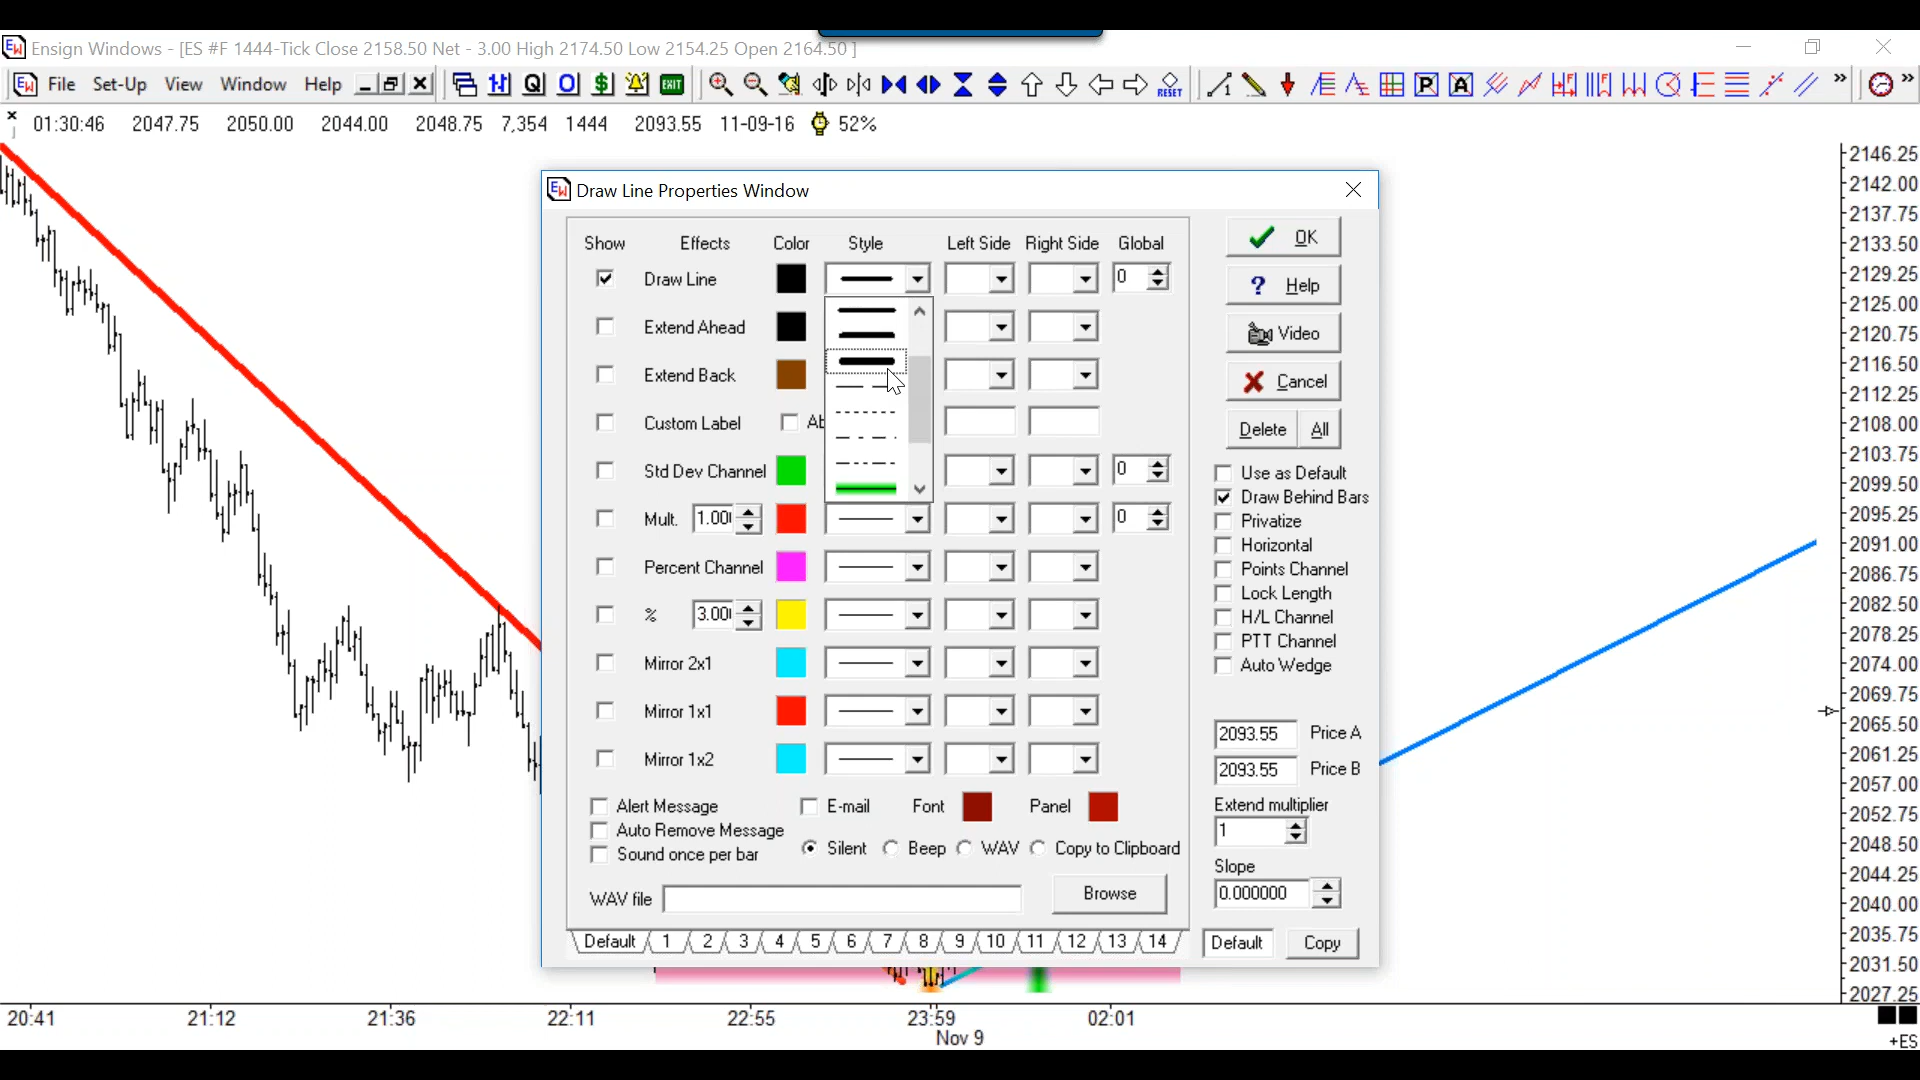 Ensign Windows - [ES #F 1444-Tick Close 2158.50 Net - 3.00 High 2174.50 Low 2154.25 Open 2164.50 ]
File Set-Up View Window Help EXIT RESET
01:30:46 2047.75 2050.00 2044.00 2048.75 7,354 1444 2093.55 11-09-16 52%
Draw Line Properties Window
Show Effects Color Style Left Side Right Side Global
Draw Line 0
Extend Ahead
Extend Back
Custom Label
Std Dev Channel 0
Mult. 0
Percent Channel
%
Mirror 2x1
Mirror 1x1
Mirror 1x2
Alert Message E-mail Font Panel
Auto Remove Message
Sound once per bar Silent Beep WAV Copy to Clipboard
WAV file Browse
Default 1 2 3 4 5 6 7 8 9 10 11 12 13 14
OK
Help
Video
Cancel
Delete All
Use as Default
Draw Behind Bars
Privatize
Horizontal
Points Channel
Lock Length
H/L Channel
PTT Channel
Auto Wedge
2093.55 Price A
2093.55 Price B
Extend multiplier
1
Slope
0.000000
Default Copy
2146.25
2142.00
2137.75
2133.50
2129.25
2125.00
2120.75
2116.50
2112.25
2108.00
2103.75
2099.50
2095.25
2091.00
2086.75
2082.50
2078.25
2074.00
2069.75
2065.50
2061.25
2057.00
2052.75
2048.50
2044.25
2040.00
2035.75
2031.50
2027.25
20:41 21:12 21:36 22:11 22:55 23:59 02:01
Nov 9
+ES